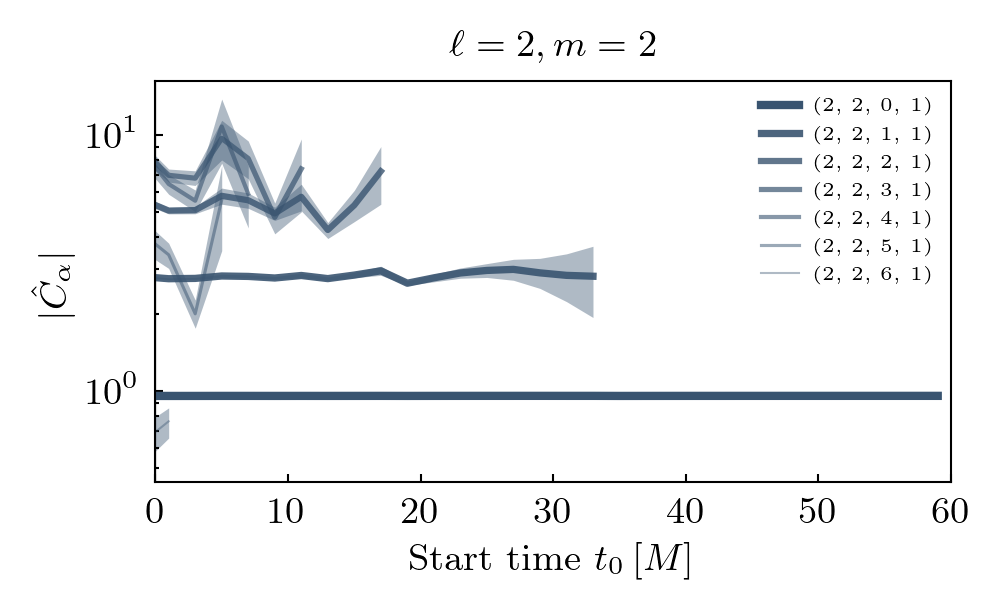 ℓ = 2, m = 2
|Ĉ_α|
10¹
10⁰
(2, 2, 0, 1)
(2, 2, 1, 1)
(2, 2, 2, 1)
(2, 2, 3, 1)
(2, 2, 4, 1)
(2, 2, 5, 1)
(2, 2, 6, 1)
0 10 20 30 40 50 60
Start time t₀ [M]